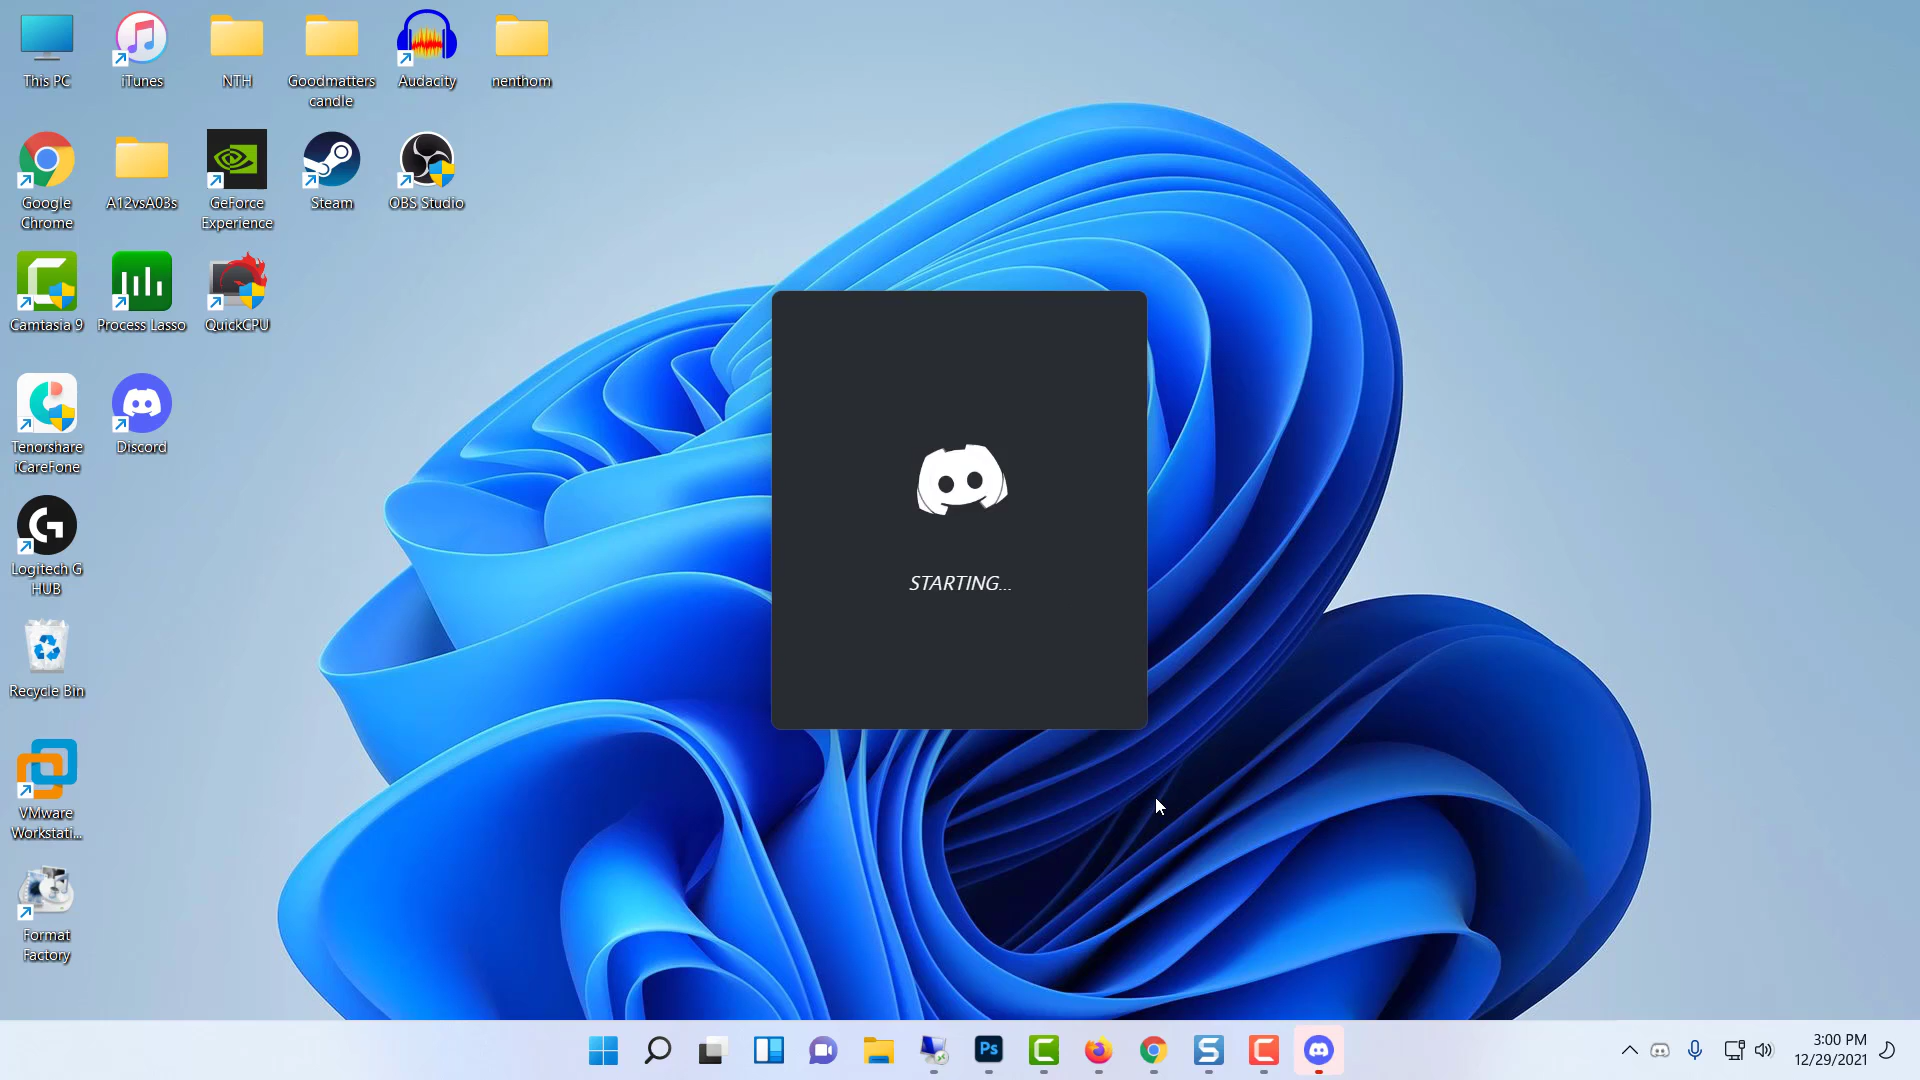 This PC
iTunes
NTH
Goodmatters
candle
Audacity
nenthom
Google
Chrome
A12vsA03s
GeForce
Experience
Steam
OBS Studio
Camtasia 9
Process Lasso
QuickCPU
Tenorshare
iCareFone
Discord
Logitech G
HUB
Recycle Bin
VMware
Workstati...
Format
Factory
STARTING...
Ps
3:00 PM
12/29/2021